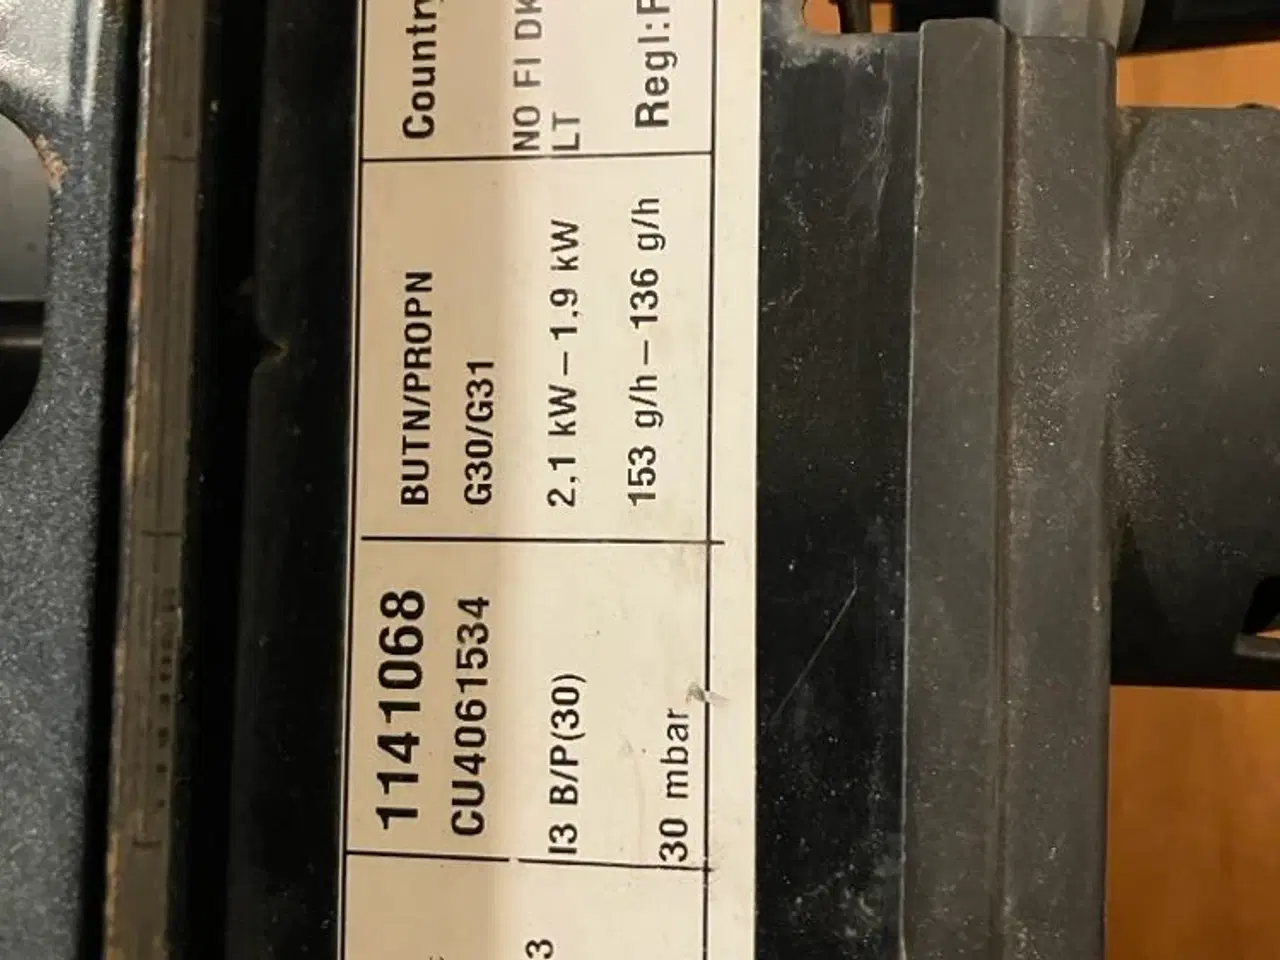 1141068
CU4061534
I3 B/P(30)
30 mbar
BUTN/PROPN
G30/G31
2,1 kW – 1,9 kW
153 g/h – 136 g/h
Country
NO FI DK
LT
Regl:
3